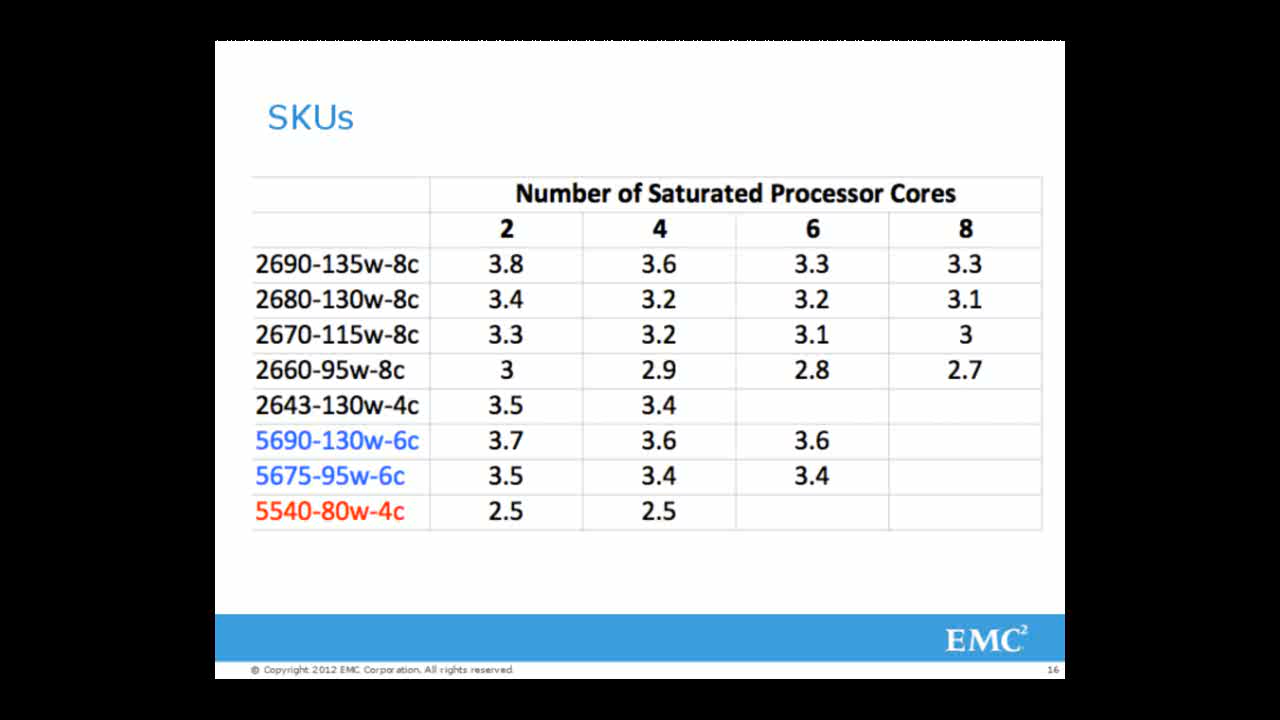 SKUs
Number of Saturated Processor Cores
2 4 6 8
2690-135w-8c 3.8 3.6 3.3 3.3
2680-130w-8c 3.4 3.2 3.2 3.1
2670-115w-8c 3.3 3.2 3.1 3
2660-95w-8c 3 2.9 2.8 2.7
2643-130w-4c 3.5 3.4
5690-130w-6c 3.7 3.6 3.6
5675-95w-6c 3.5 3.4 3.4
5540-80w-4c 2.5 2.5
EMC²
© Copyright 2012 EMC Corporation. All rights reserved. 16